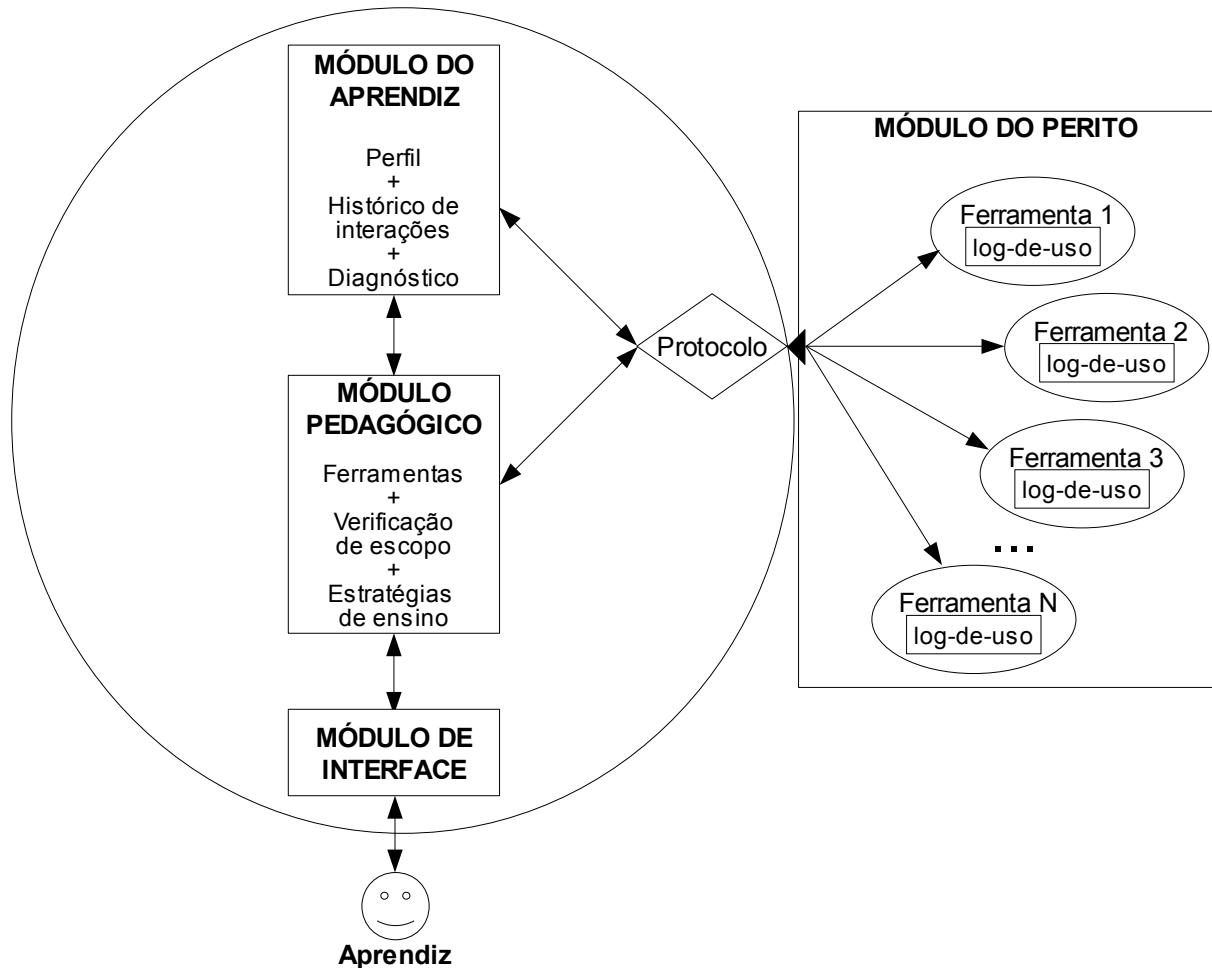 MÓDULO DO
APRENDIZ
Perfil
+
Histórico de
interações
+
Diagnóstico
MÓDULO
PEDAGÓGICO
Ferramentas
+
Verificação
de escopo
+
Estratégias
de ensino
MÓDULO DE
INTERFACE
Aprendiz
Protocolo
MÓDULO DO PERITO
Ferramenta 1
log-de-uso
Ferramenta 2
log-de-uso
Ferramenta 3
log-de-uso
...
Ferramenta N
log-de-uso